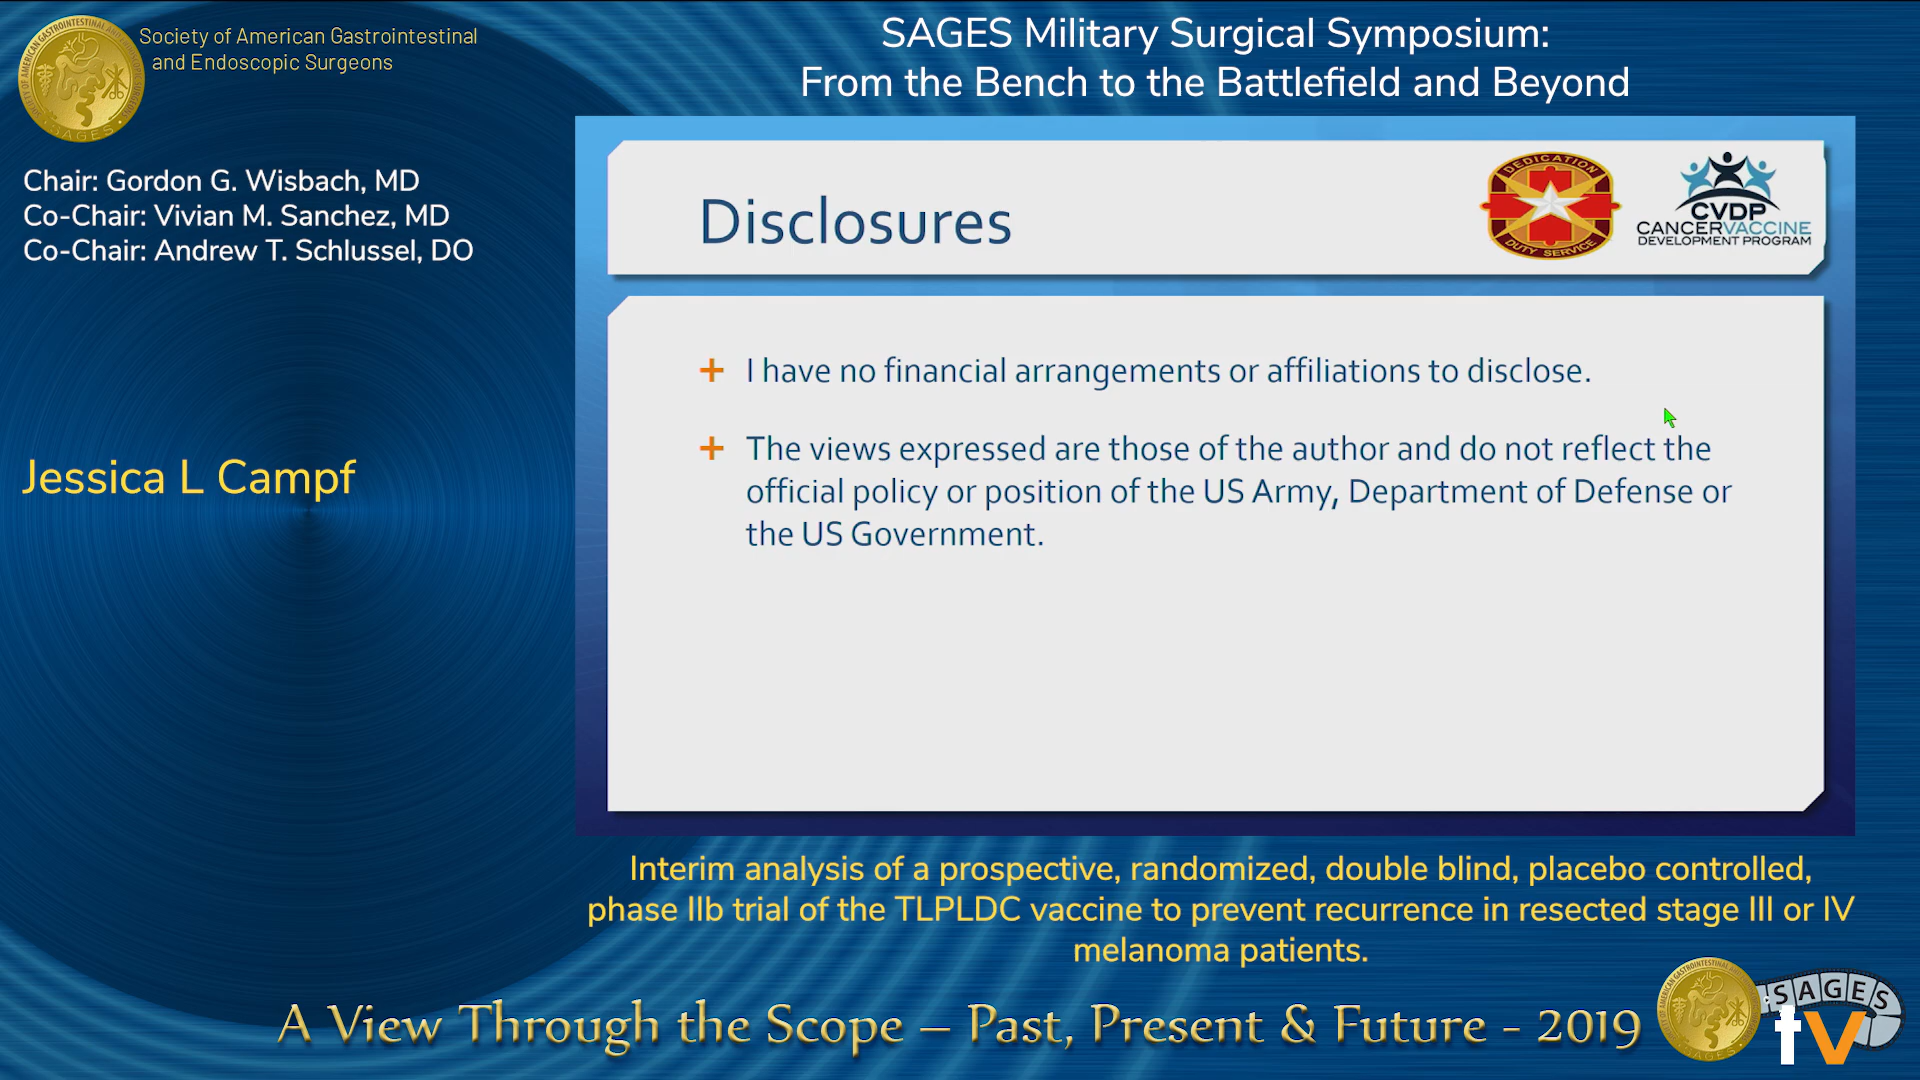 Society of American Gastrointestinal
and Endoscopic Surgeons
SAGES Military Surgical Symposium:
From the Bench to the Battlefield and Beyond
Chair: Gordon G. Wisbach, MD
Co-Chair: Vivian M. Sanchez, MD
Co-Chair: Andrew T. Schlussel, DO
Jessica L Campf
Disclosures
DEDICATION
DUTY SERVICE
CVDP
CANCERVACCINE
DEVELOPMENT PROGRAM
+ I have no financial arrangements or affiliations to disclose.
+ The views expressed are those of the author and do not reflect the
official policy or position of the US Army, Department of Defense or
the US Government.
Interim analysis of a prospective, randomized, double blind, placebo controlled,
phase IIb trial of the TLPLDC vaccine to prevent recurrence in resected stage III or IV
melanoma patients.
A View Through the Scope – Past, Present & Future - 2019
SAGES
tv